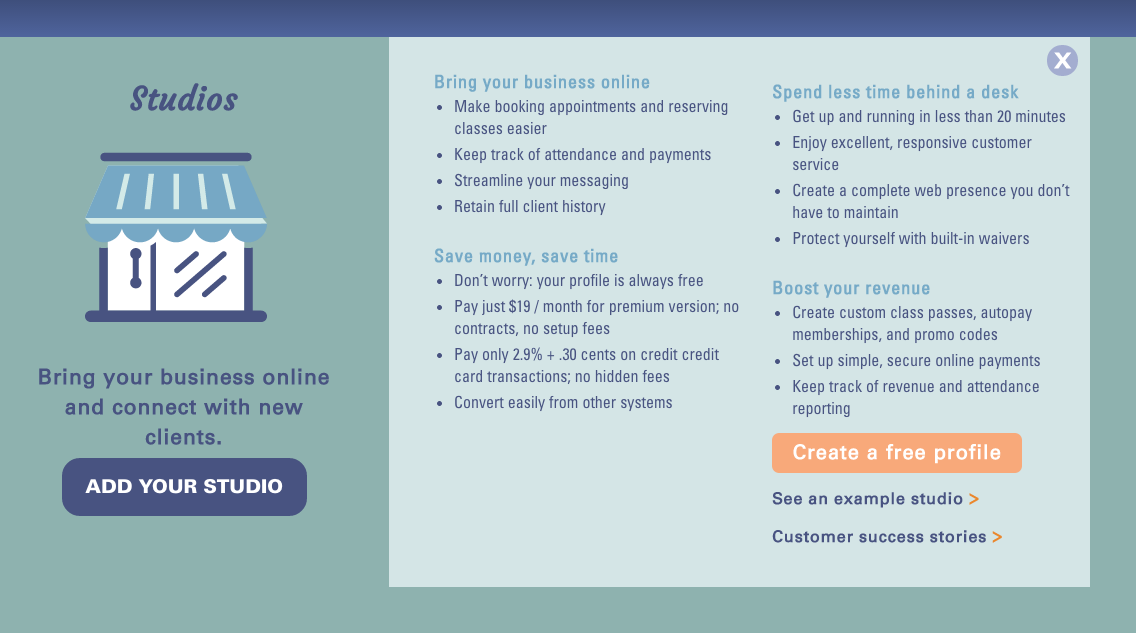 Studios
Bring your business online
and connect with new
clients.
ADD YOUR STUDIO
Bring your business online
• Make booking appointments and reserving
classes easier
• Keep track of attendance and payments
• Streamline your messaging
• Retain full client history
Save money, save time
• Don’t worry: your profile is always free
• Pay just $19 / month for premium version; no
contracts, no setup fees
• Pay only 2.9% + .30 cents on credit credit
card transactions; no hidden fees
• Convert easily from other systems
X
Spend less time behind a desk
• Get up and running in less than 20 minutes
• Enjoy excellent, responsive customer
service
• Create a complete web presence you don’t
have to maintain
• Protect yourself with built-in waivers
Boost your revenue
• Create custom class passes, autopay
memberships, and promo codes
• Set up simple, secure online payments
• Keep track of revenue and attendance
reporting
Create a free profile
See an example studio >
Customer success stories >